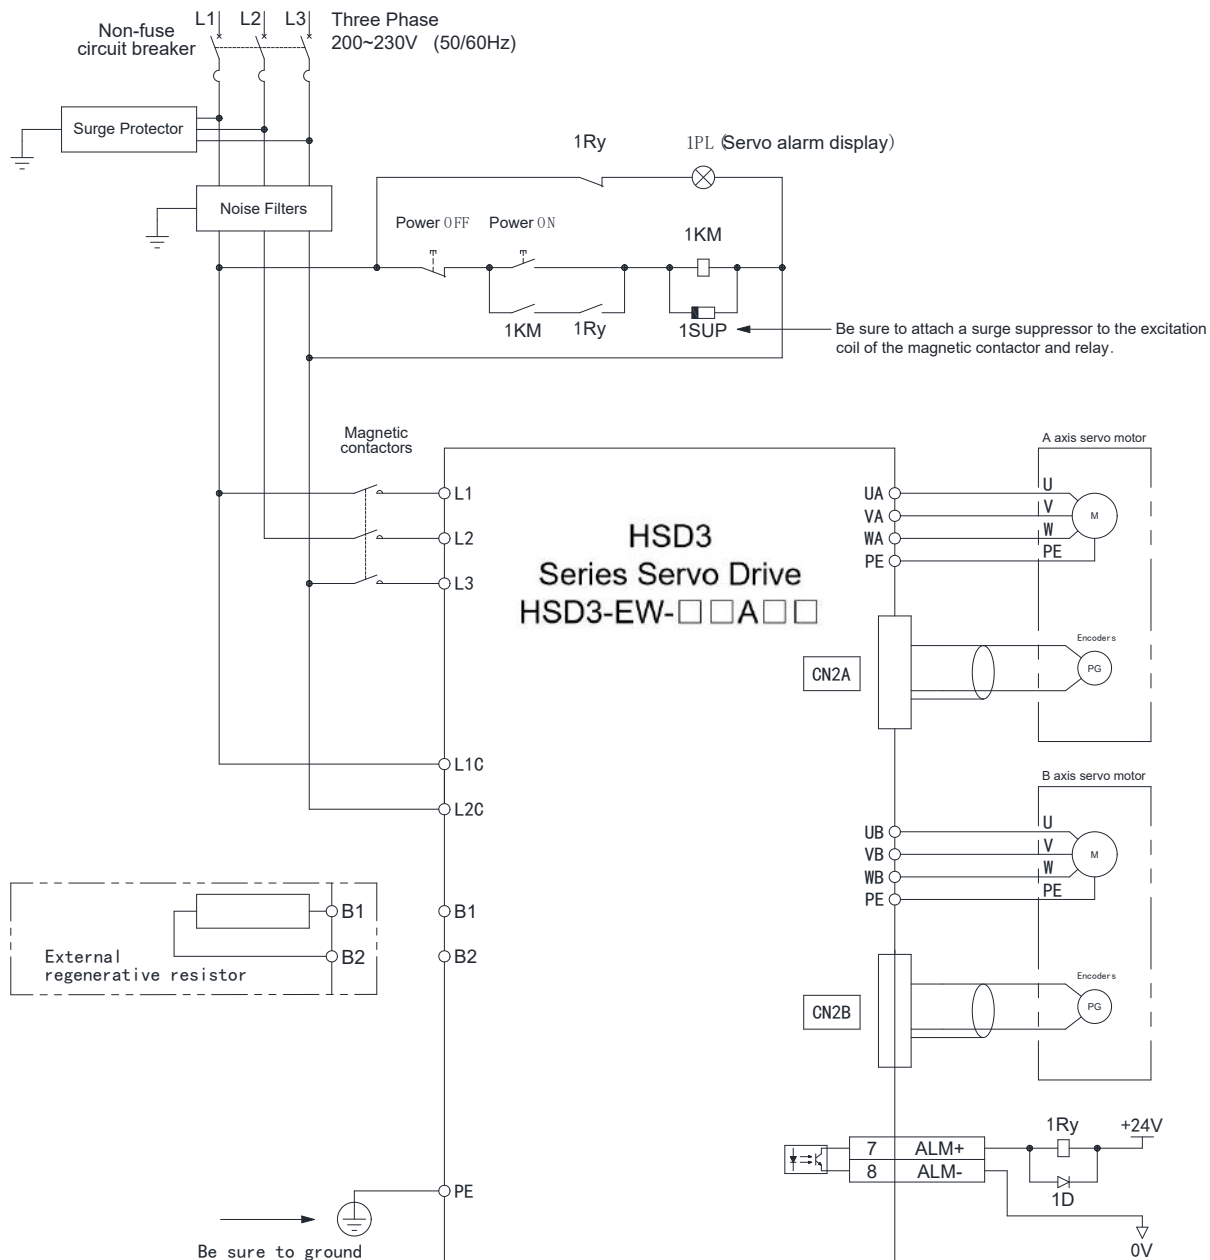 L1 L2 L3
Three Phase
200~230V (50/60Hz)
Non-fuse
circuit breaker
Surge Protector
Noise Filters
1Ry
1PL (Servo alarm display)
Power OFF
Power ON
1KM
1KM
1Ry
1SUP
Be sure to attach a surge suppressor to the excitation
coil of the magnetic contactor and relay.
Magnetic
contactors
L1
L2
L3
HSD3
Series Servo Drive
HSD3-EW-□□A□□
UA
VA
WA
PE
A axis servo motor
U
V
W
PE
M
CN2A
Encoders
PG
L1C
L2C
B axis servo motor
UB
VB
WB
PE
U
V
W
PE
M
B1
B2
External
regenerative resistor
B1
B2
CN2B
Encoders
PG
7 ALM+
8 ALM-
1Ry
+24V
1D
0V
PE
Be sure to ground